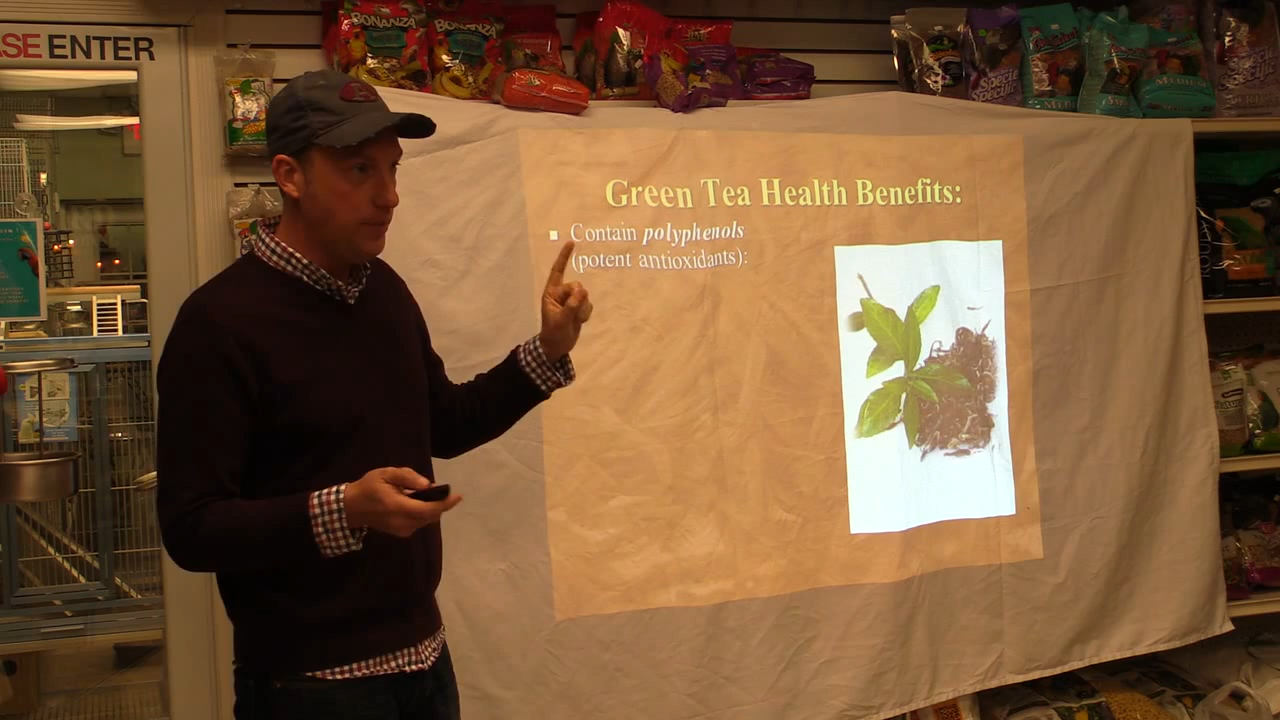 ASE ENTER
BONANZA
BONANZA
Green Tea Health Benefits:
▪ Contain polyphenols
(potent antioxidants):